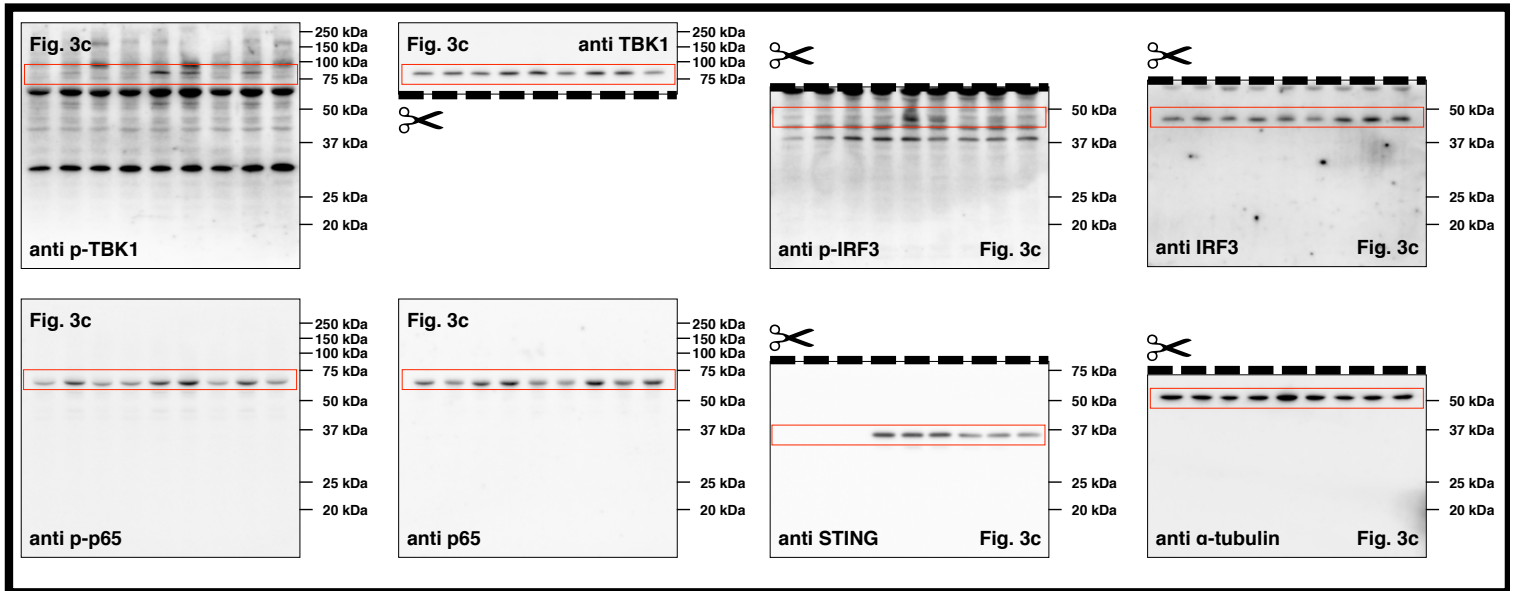 Fig. 3c
250 kDa
150 kDa
100 kDa
75 kDa
50 kDa
37 kDa
25 kDa
20 kDa
anti p-TBK1
Fig. 3c anti TBK1
250 kDa
150 kDa
100 kDa
75 kDa
50 kDa
37 kDa
25 kDa
20 kDa
anti p-IRF3 Fig. 3c
50 kDa
37 kDa
25 kDa
20 kDa
anti IRF3 Fig. 3c
Fig. 3c
250 kDa
150 kDa
100 kDa
75 kDa
50 kDa
37 kDa
25 kDa
20 kDa
anti p-p65
Fig. 3c
250 kDa
150 kDa
100 kDa
75 kDa
50 kDa
37 kDa
25 kDa
20 kDa
anti p65
75 kDa
50 kDa
37 kDa
25 kDa
20 kDa
anti STING Fig. 3c
50 kDa
37 kDa
25 kDa
20 kDa
anti α-tubulin Fig. 3c